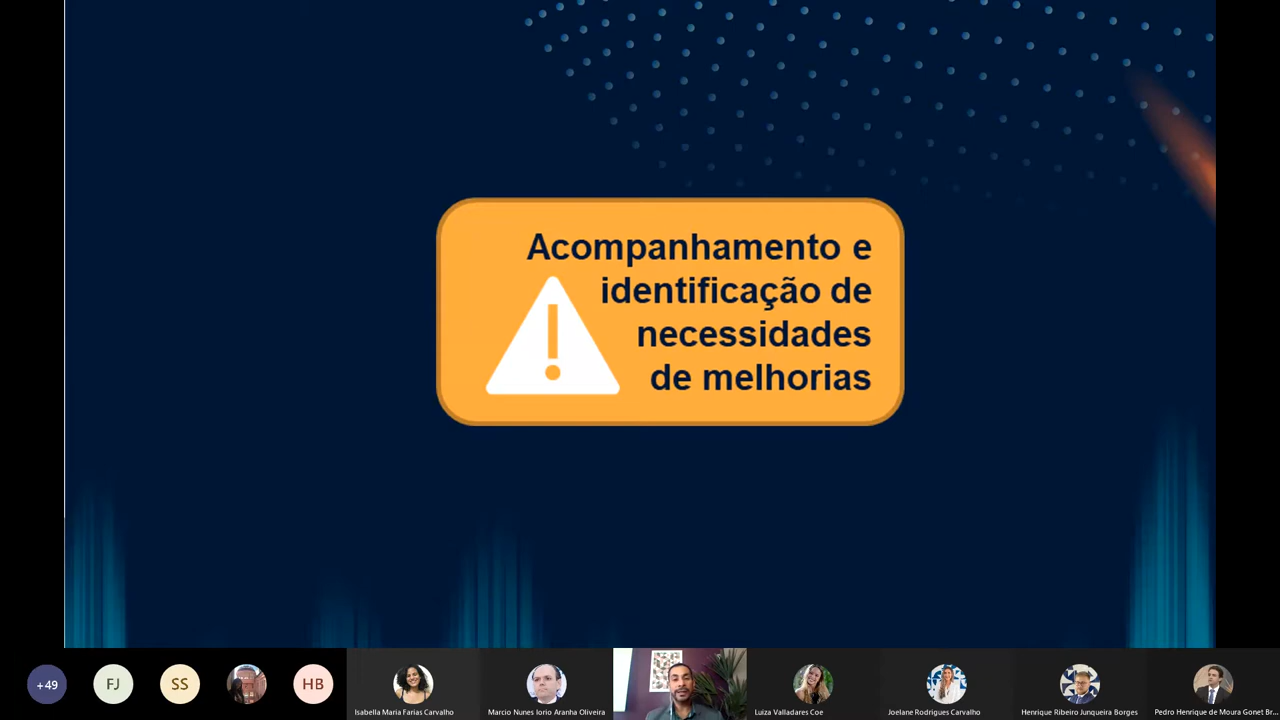 Acompanhamento e
identificação de
necessidades
de melhorias
+49
FJ
SS
HB
Isabella Maria Farias Carvalho
Marcio Nunes Iorio Aranha Oliveira
Luiza Valladares Coe
Joelane Rodrigues Carvalho
Henrique Ribeiro Junqueira Borges
Pedro Henrique de Moura Gonet Br...